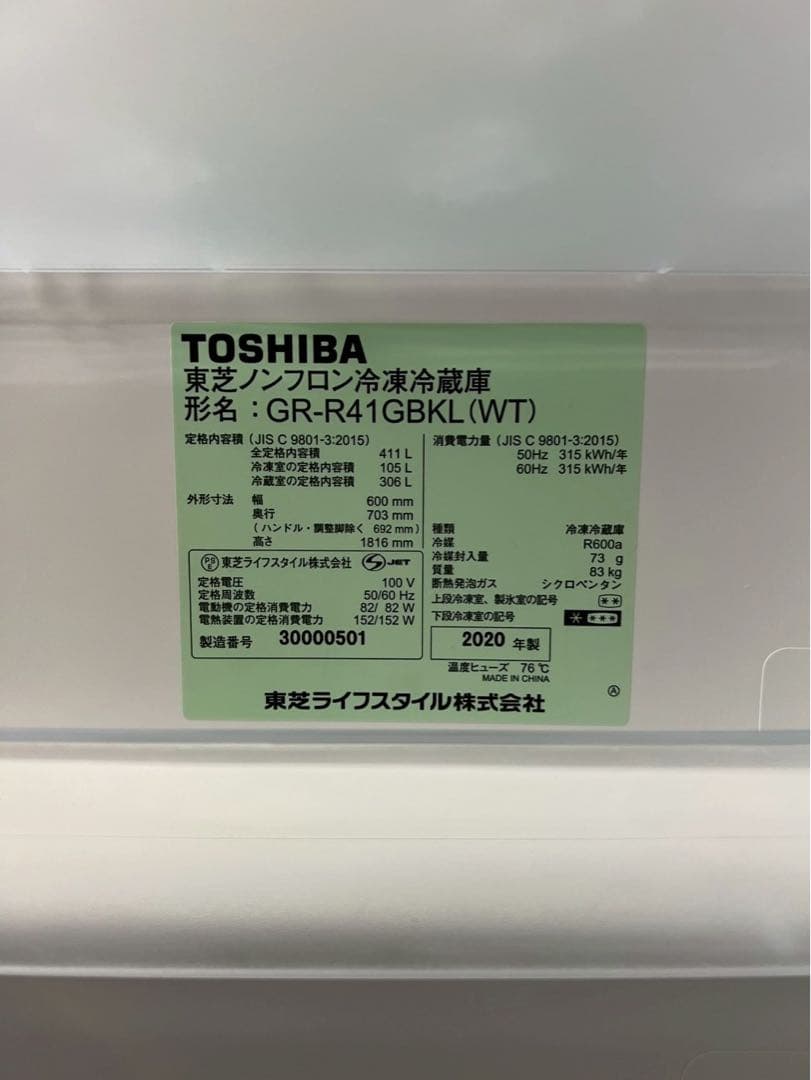 TOSHIBA
東芝ノンフロン冷凍冷蔵庫
形名：GR-R41GBKL(WT)
定格内容積 (JIS C 9801-3:2015)
全定格内容積 411 L
冷凍室の定格内容積 105 L
冷蔵室の定格内容積 306 L
外形寸法 幅 600 mm
奥行 703 mm
(ハンドル・調整脚除く 692 mm)
高さ 1816 mm
PSE 東芝ライフスタイル株式会社 S-JET
定格電圧 100 V
定格周波数 50/60 Hz
電動機の定格消費電力 82/ 82 W
電熱装置の定格消費電力 152/152 W
製造番号 30000501
消費電力量 (JIS C 9801-3:2015)
50Hz 315 kWh/年
60Hz 315 kWh/年
種類 冷凍冷蔵庫
冷媒 R600a
冷媒封入量 73 g
質量 83 kg
断熱発泡ガス シクロペンタン
上段冷凍室、製氷室の記号 **
下段冷凍室の記号 * ***
2020 年製
温度ヒューズ 76 ℃
MADE IN CHINA
東芝ライフスタイル株式会社
Ⓐ